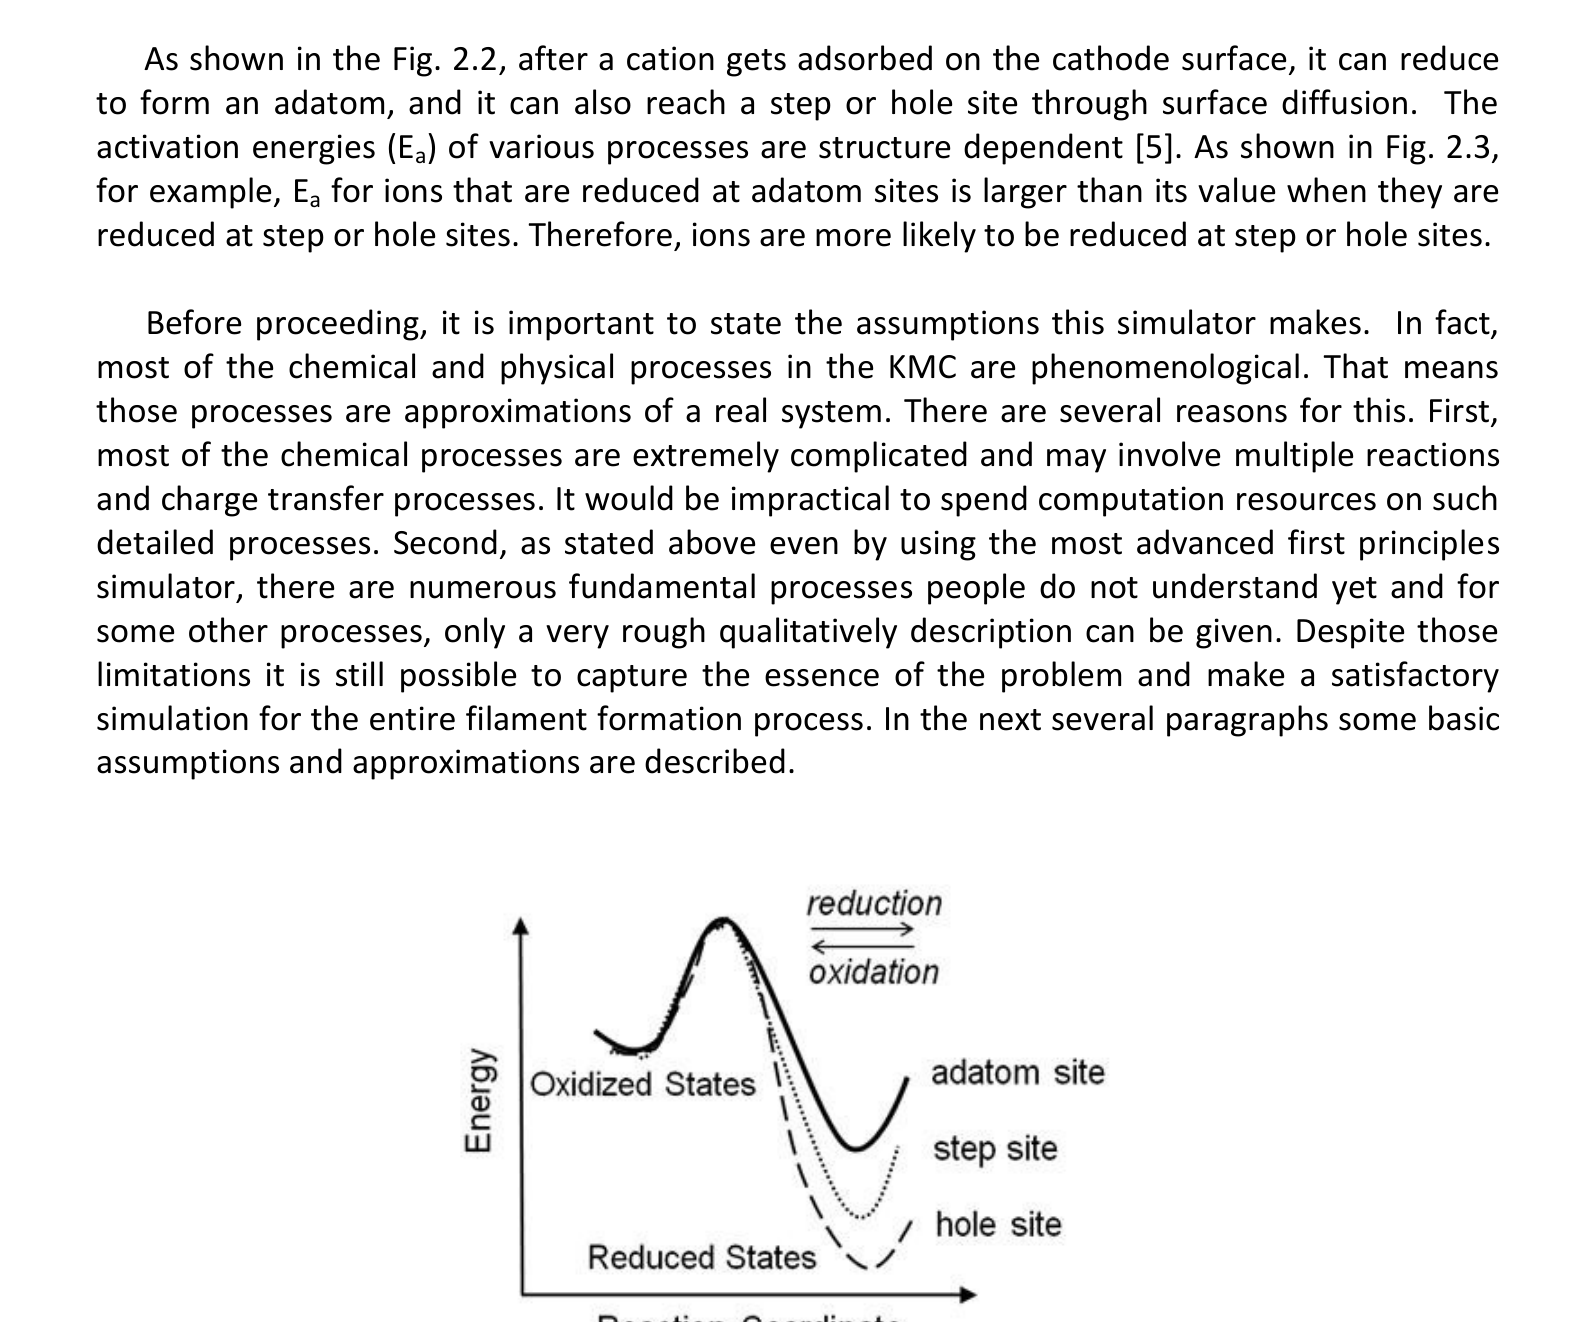 As shown in the Fig. 2.2, after a cation gets adsorbed on the cathode surface, it can reduce
to form an adatom, and it can also reach a step or hole site through surface diffusion. The
activation energies (Ea) of various processes are structure dependent [5]. As shown in Fig. 2.3,
for example, Ea for ions that are reduced at adatom sites is larger than its value when they are
reduced at step or hole sites. Therefore, ions are more likely to be reduced at step or hole sites.
Before proceeding, it is important to state the assumptions this simulator makes. In fact,
most of the chemical and physical processes in the KMC are phenomenological. That means
those processes are approximations of a real system. There are several reasons for this. First,
most of the chemical processes are extremely complicated and may involve multiple reactions
and charge transfer processes. It would be impractical to spend computation resources on such
detailed processes. Second, as stated above even by using the most advanced first principles
simulator, there are numerous fundamental processes people do not understand yet and for
some other processes, only a very rough qualitatively description can be given. Despite those
limitations it is still possible to capture the essence of the problem and make a satisfactory
simulation for the entire filament formation process. In the next several paragraphs some basic
assumptions and approximations are described.
reduction
oxidation
Energy
Oxidized States
adatom site
step site
hole site
Reduced States
Reaction Coordinate